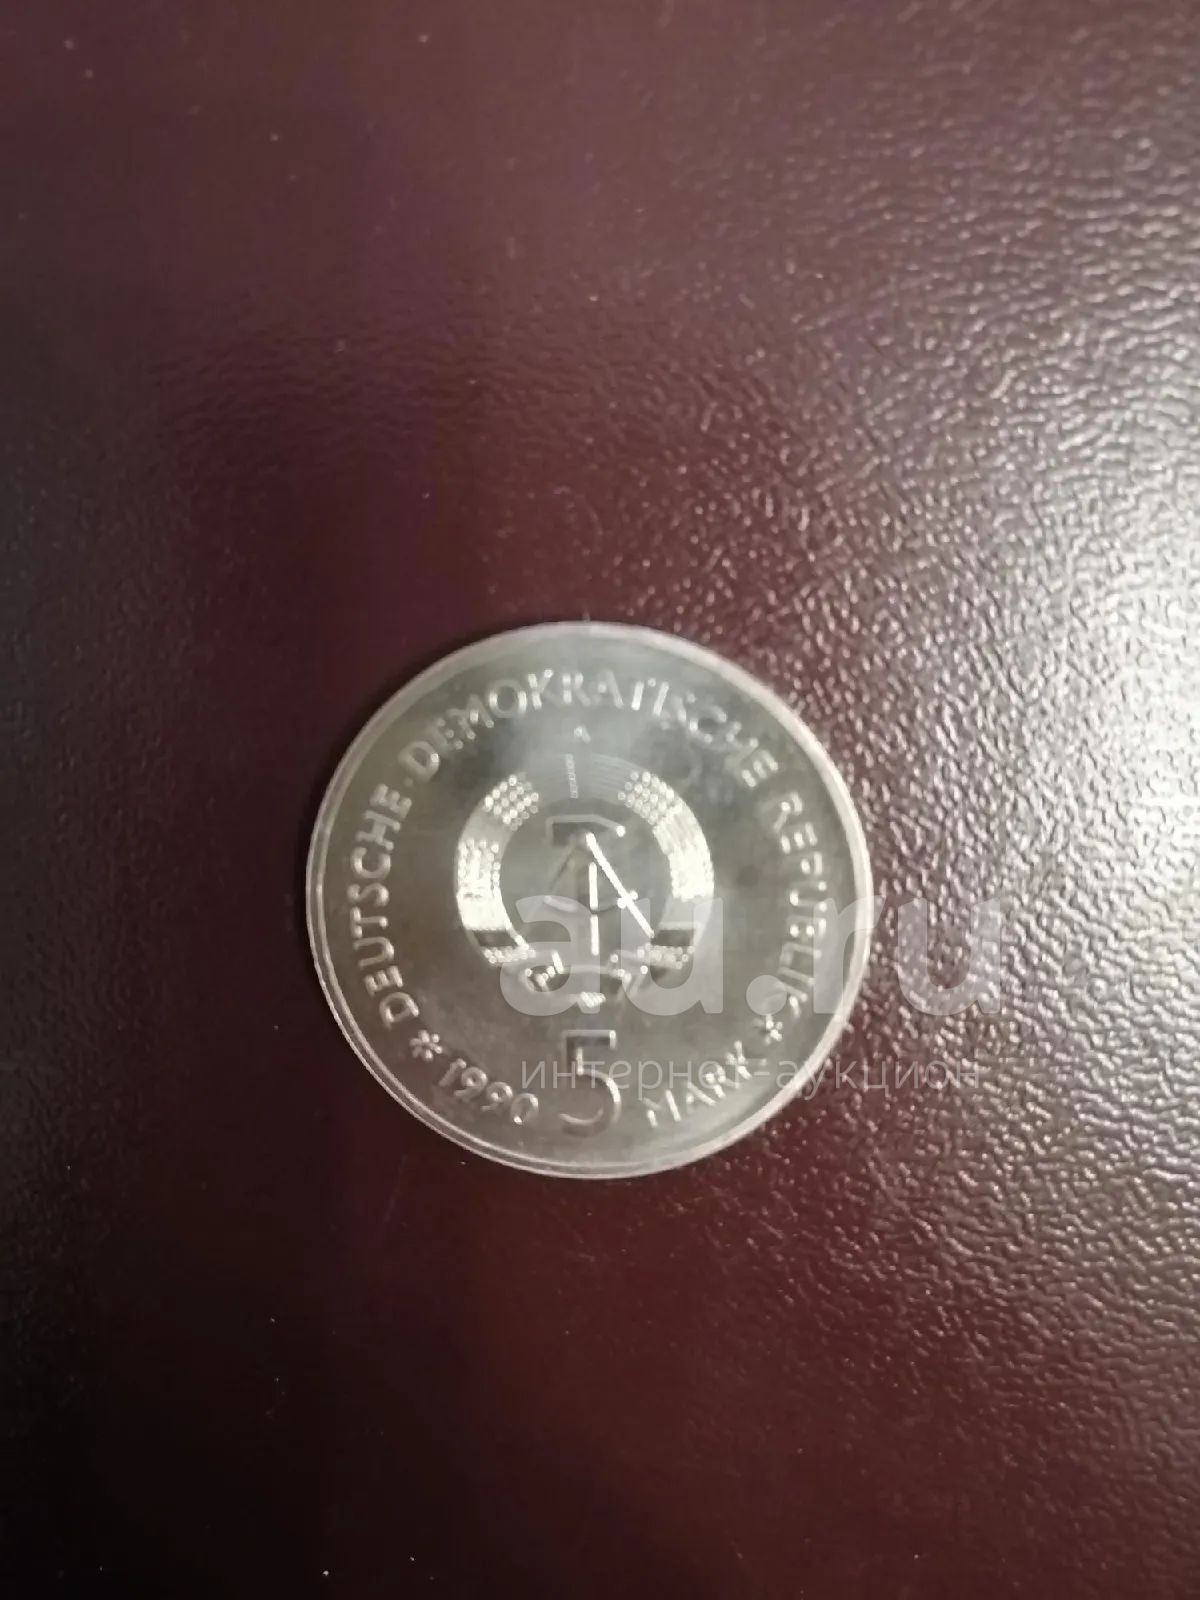 DEUTSCHE · DEMOKRATISCHE REPUBLIK
A
* 1990 5 MARK *
au.ru
интернет-аукцион